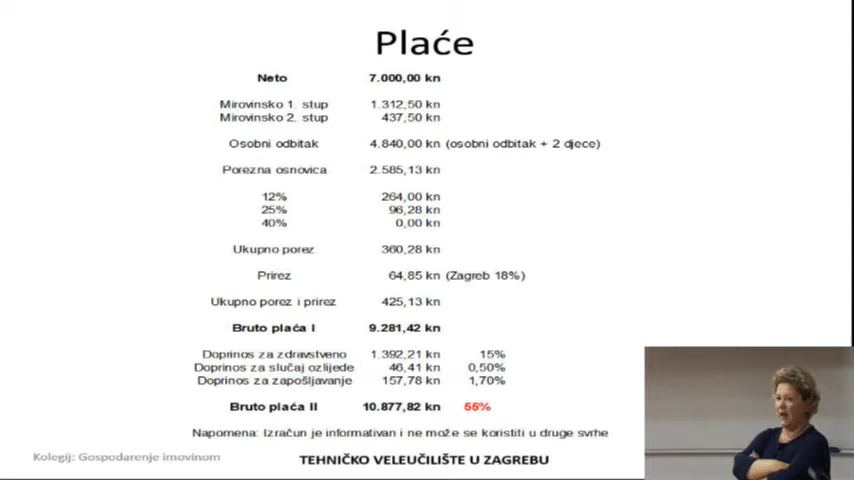 Plaće
Neto 7.000,00 kn
Mirovinsko 1. stup 1.312,50 kn
Mirovinsko 2. stup 437,50 kn
Osobni odbitak 4.840,00 kn (osobni odbitak + 2 djece)
Porezna osnovica 2.585,13 kn
12% 264,00 kn
25% 96,28 kn
40% 0,00 kn
Ukupno porez 360,28 kn
Prirez 64,85 kn (Zagreb 18%)
Ukupno porez i prirez 425,13 kn
Bruto plaća I 9.281,42 kn
Doprinos za zdravstveno 1.392,21 kn 15%
Doprinos za slučaj ozlijede 46,41 kn 0,50%
Doprinos za zapošljavanje 157,78 kn 1,70%
Bruto plaća II 10.877,82 kn 55%
Napomena: Izračun je informativan i ne može se koristiti u druge svrhe
Kolegij: Gospodarenje imovinom
TEHNIČKO VELEUČILIŠTE U ZAGREBU